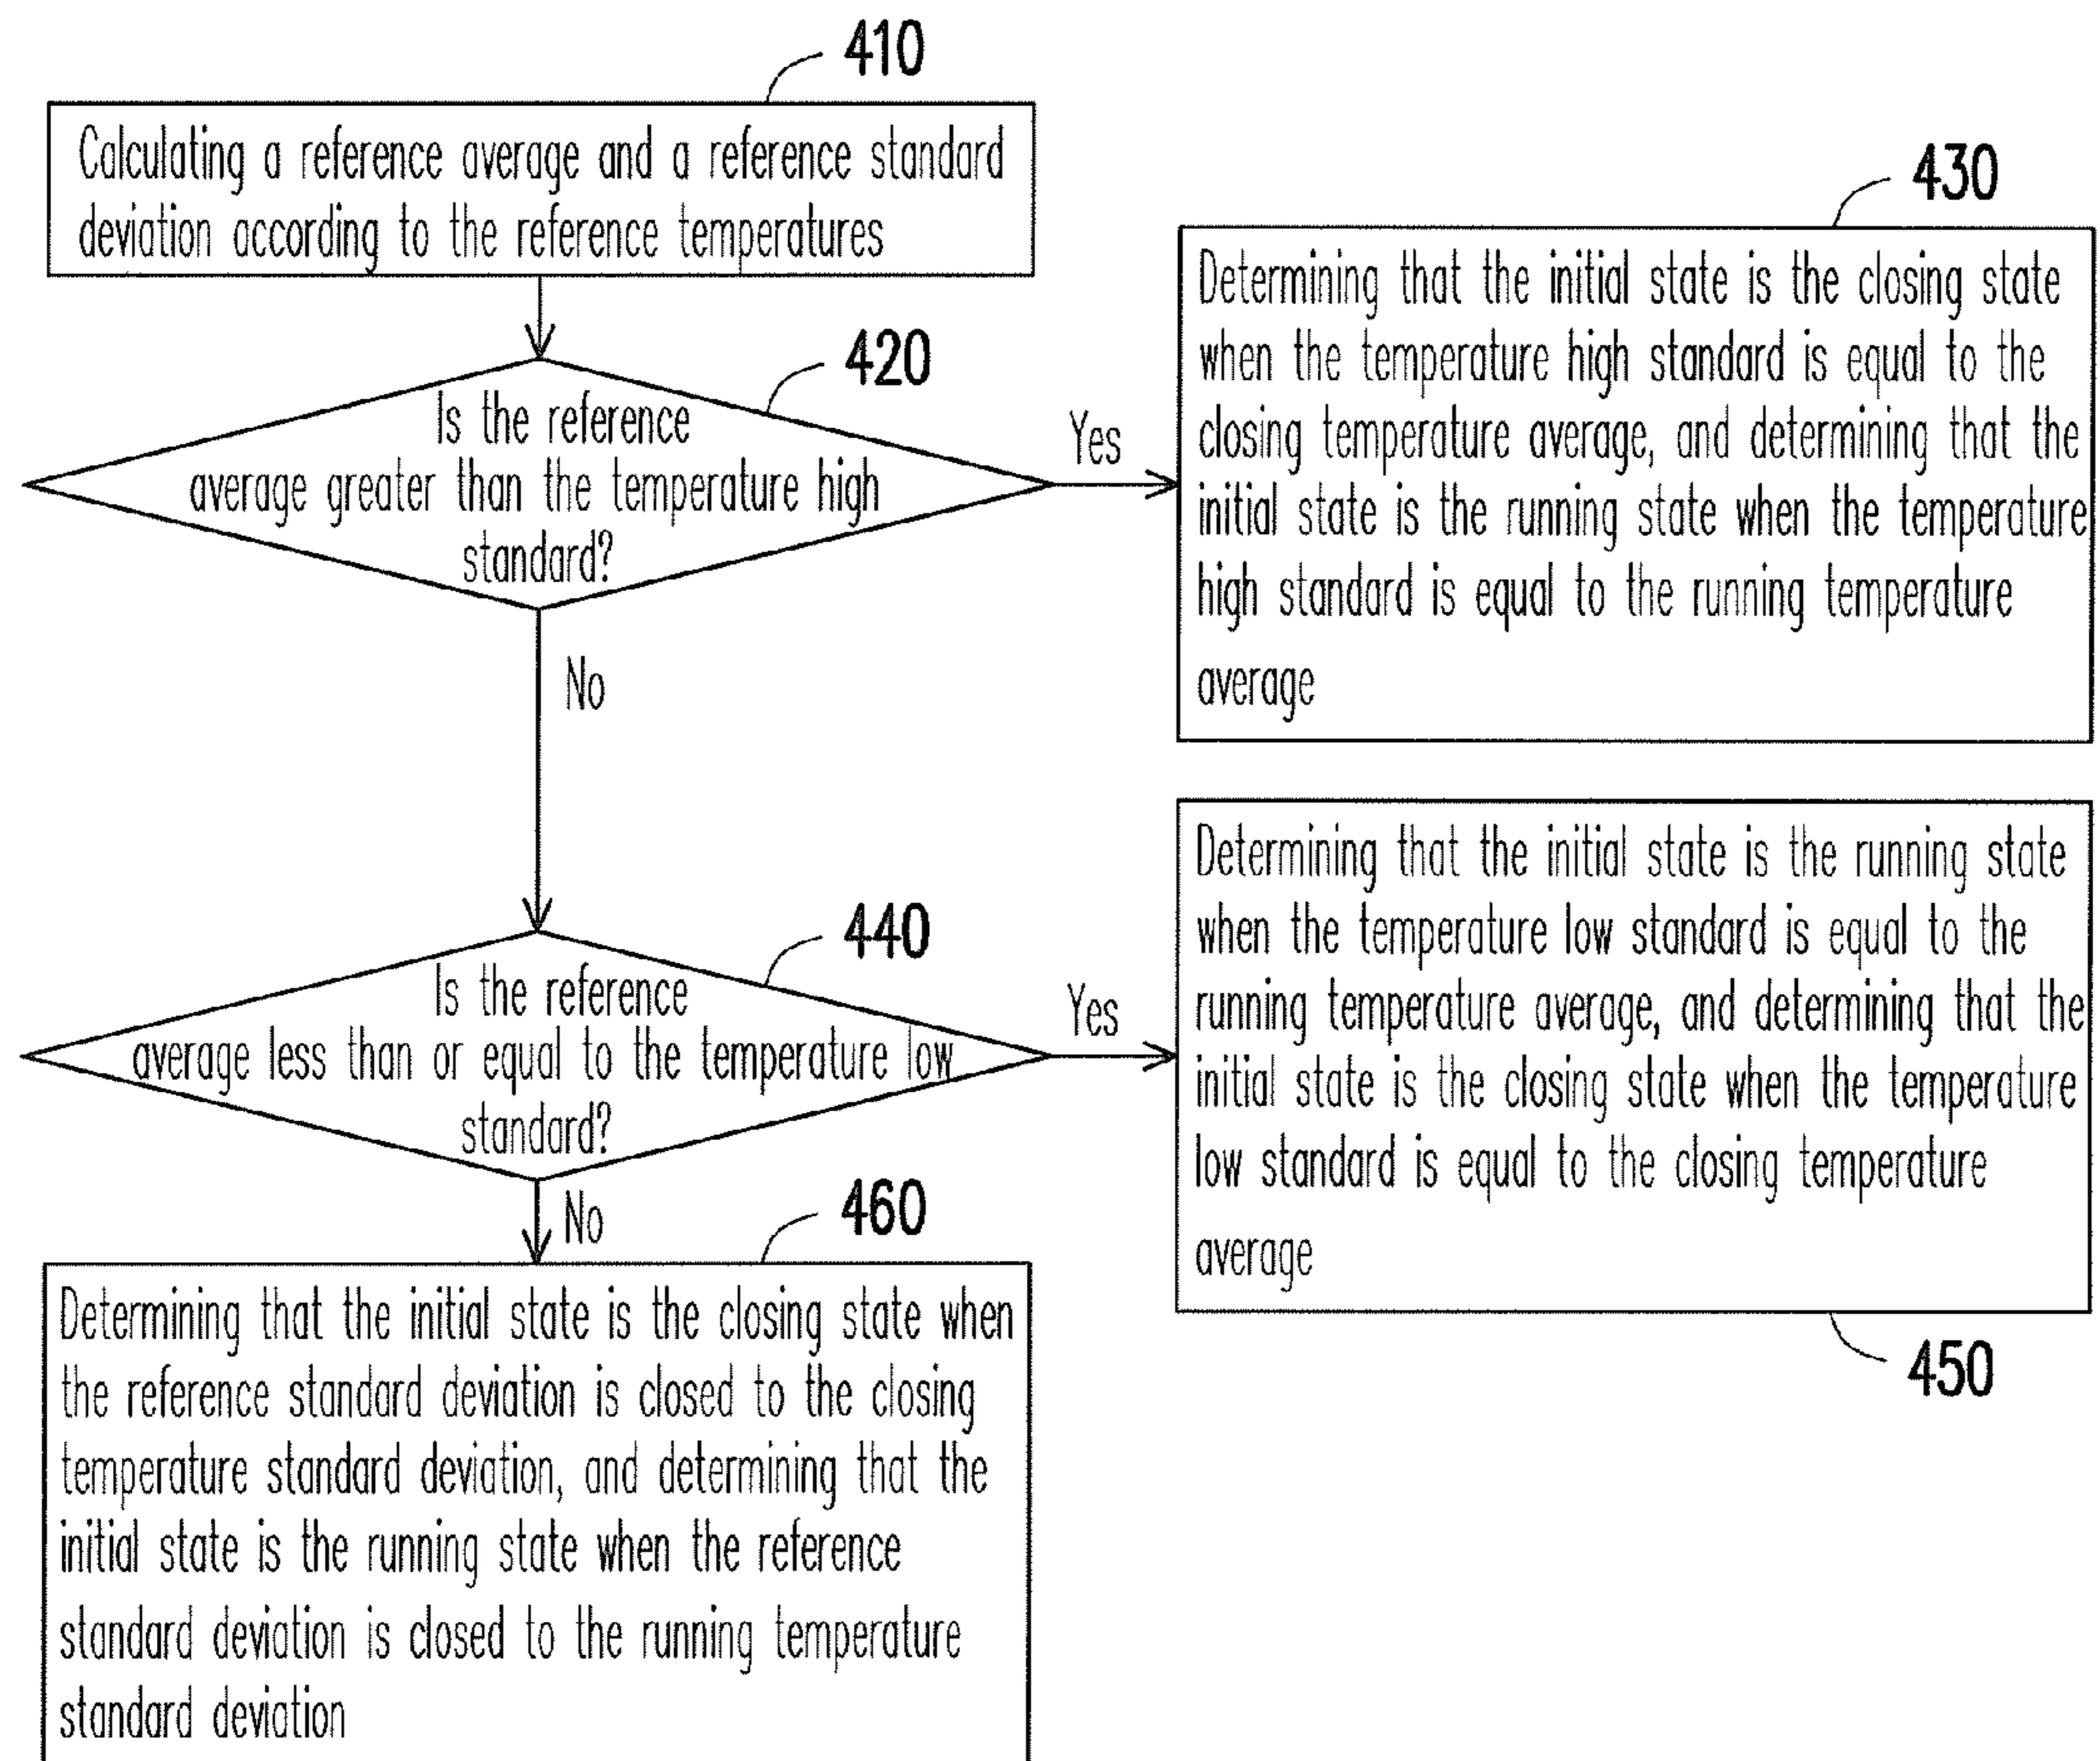 410
Calculating a reference average and a reference standard
deviation according to the reference temperatures
420
Is the reference
average greater than the temperature high
standard?
Yes
430
Determining that the initial state is the closing state
when the temperature high standard is equal to the
closing temperature average, and determining that the
initial state is the running state when the temperature
high standard is equal to the running temperature
average
No
440
Is the reference
average less than or equal to the temperature low
standard?
Yes
Determining that the initial state is the running state
when the temperature low standard is equal to the
running temperature average, and determining that the
initial state is the closing state when the temperature
low standard is equal to the closing temperature
average
450
No
460
Determining that the initial state is the closing state when
the reference standard deviation is closed to the closing
temperature standard deviation, and determining that the
initial state is the running state when the reference
standard deviation is closed to the running temperature
standard deviation